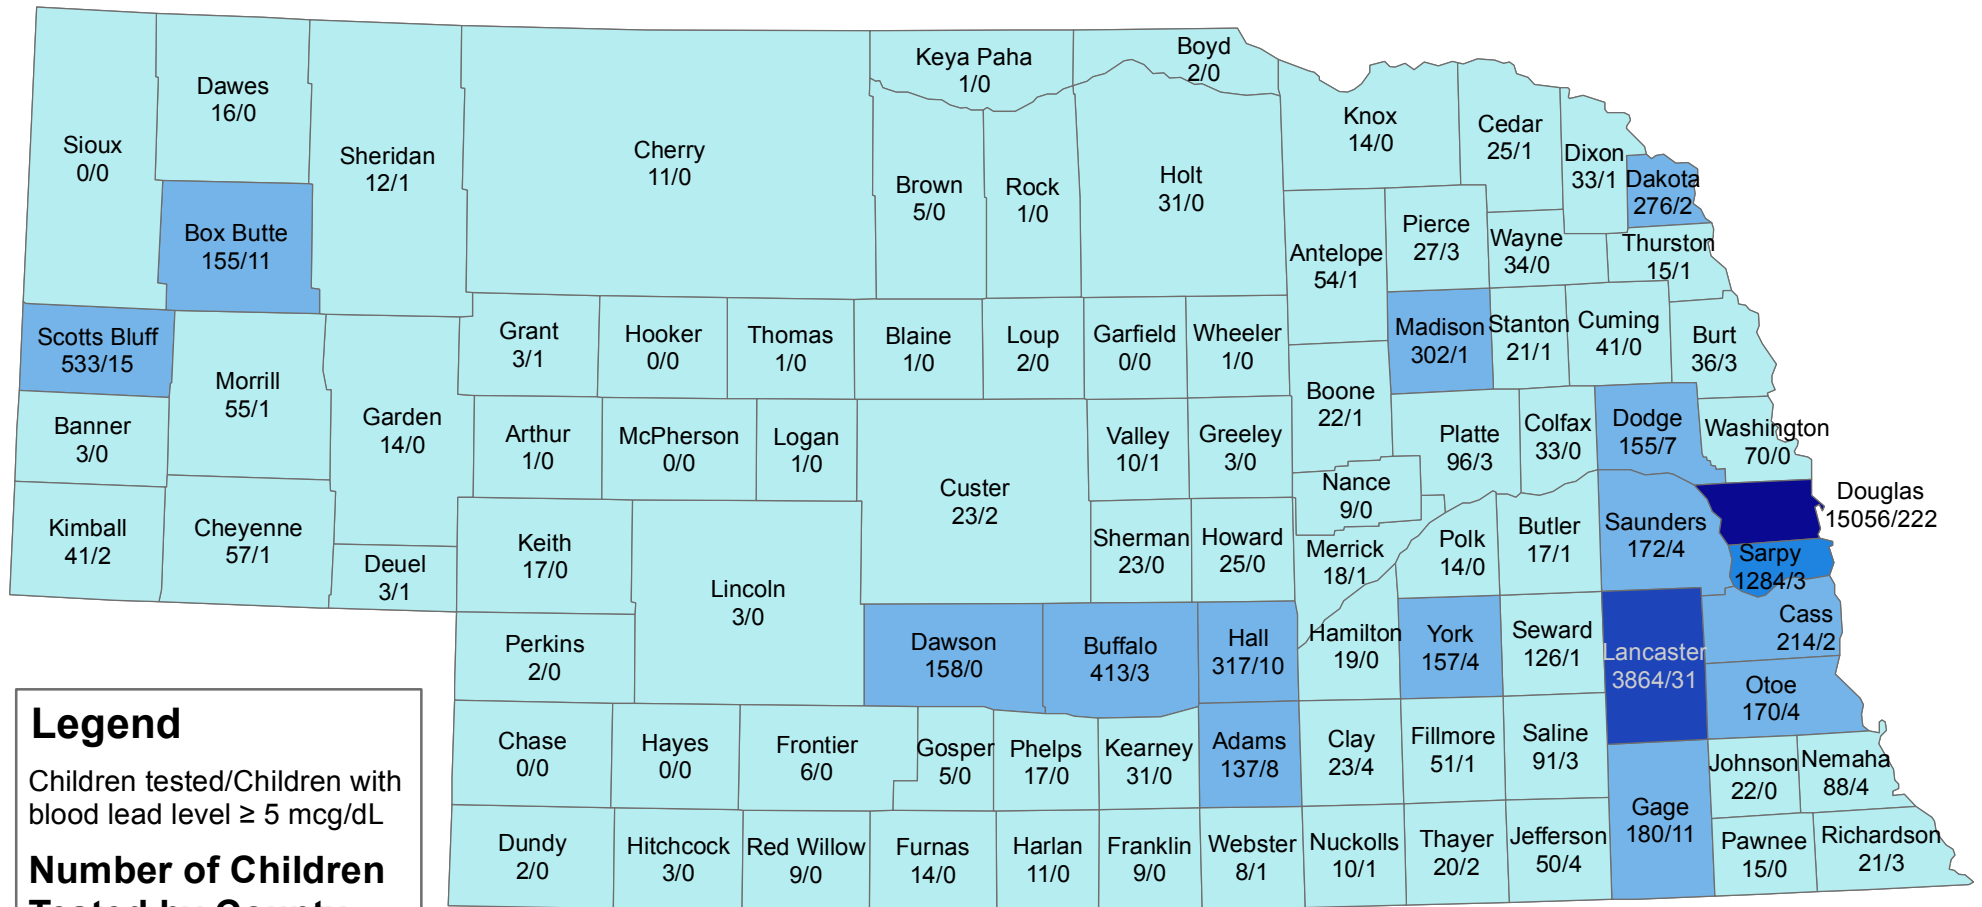 Keya Paha
1/0
Boyd
2/0
Dawes
16/0
Sioux
0/0
Sheridan
12/1
Cherry
11/0
Brown
5/0
Rock
1/0
Holt
31/0
Knox
14/0
Cedar
25/1
Dixon
33/1
Dakota
276/2
Box Butte
155/11
Antelope
54/1
Pierce
27/3
Wayne
34/0
Thurston
15/1
Scotts Bluff
533/15
Morrill
55/1
Garden
14/0
Grant
3/1
Hooker
0/0
Thomas
1/0
Blaine
1/0
Loup
2/0
Garfield
0/0
Wheeler
1/0
Madison
302/1
Stanton
21/1
Cuming
41/0
Burt
36/3
Banner
3/0
Arthur
1/0
McPherson
0/0
Logan
1/0
Custer
23/2
Valley
10/1
Greeley
3/0
Boone
22/1
Platte
96/3
Colfax
33/0
Dodge
155/7
Washington
70/0
Nance
9/0
Kimball
41/2
Cheyenne
57/1
Deuel
3/1
Keith
17/0
Lincoln
3/0
Sherman
23/0
Howard
25/0
Merrick
18/1
Polk
14/0
Butler
17/1
Saunders
172/4
Douglas
15056/222
Sarpy
1284/3
Perkins
2/0
Dawson
158/0
Buffalo
413/3
Hall
317/10
Hamilton
19/0
York
157/4
Seward
126/1
Lancaster
3864/31
Cass
214/2
Otoe
170/4
Chase
0/0
Hayes
0/0
Frontier
6/0
Gosper
5/0
Phelps
17/0
Kearney
31/0
Adams
137/8
Clay
23/4
Fillmore
51/1
Saline
91/3
Johnson
22/0
Nemaha
88/4
Dundy
2/0
Hitchcock
3/0
Red Willow
9/0
Furnas
14/0
Harlan
11/0
Franklin
9/0
Webster
8/1
Nuckolls
10/1
Thayer
20/2
Jefferson
50/4
Gage
180/11
Pawnee
15/0
Richardson
21/3
Legend
Children tested/Children with
blood lead level ≥ 5 mcg/dL
Number of Children
Tested by County